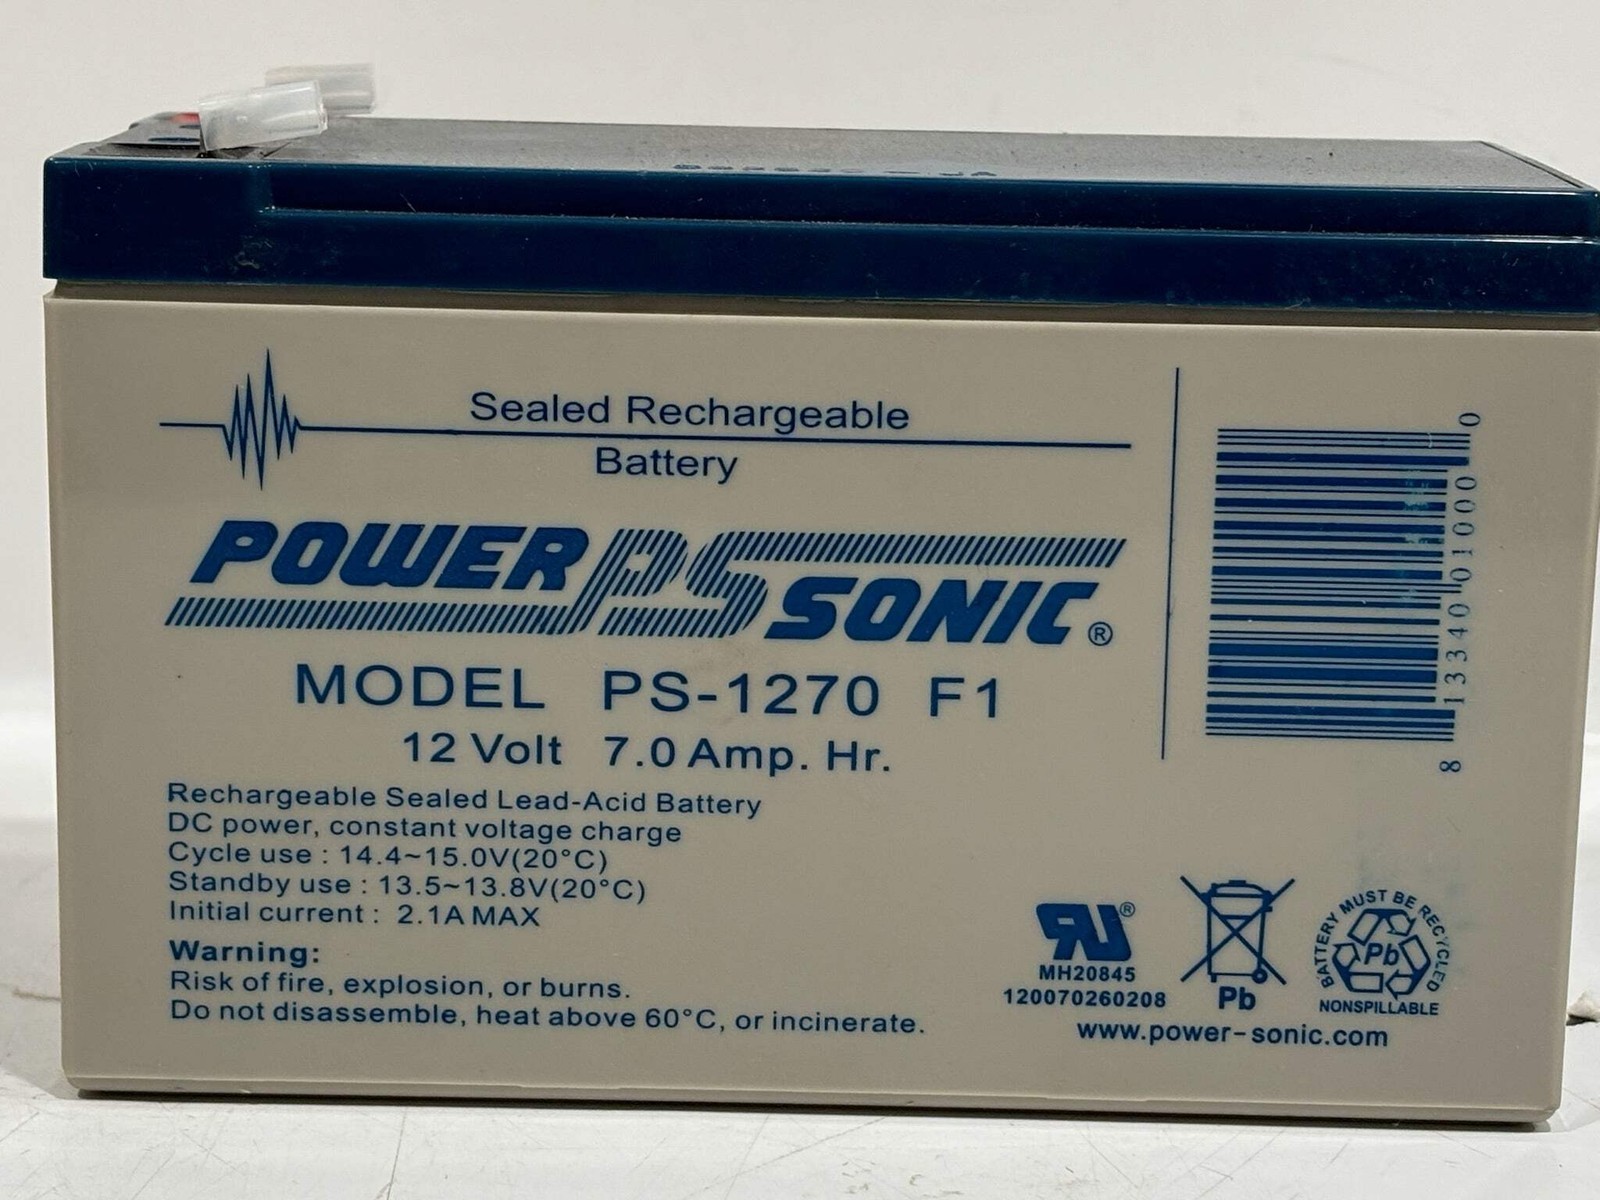 Sealed Rechargeable
Battery
POWER PS SONIC®
MODEL PS-1270 F1
12 Volt 7.0 Amp. Hr.
Rechargeable Sealed Lead-Acid Battery
DC power, constant voltage charge
Cycle use : 14.4~15.0V(20°C)
Standby use : 13.5~13.8V(20°C)
Initial current : 2.1A MAX
Warning:
Risk of fire, explosion, or burns.
Do not disassemble, heat above 60°C, or incinerate.
8 13340 01000 0
RU®
MH20845
120070260208
Pb
BATTERY MUST BE RECYCLED
Pb
NONSPILLABLE
www.power-sonic.com